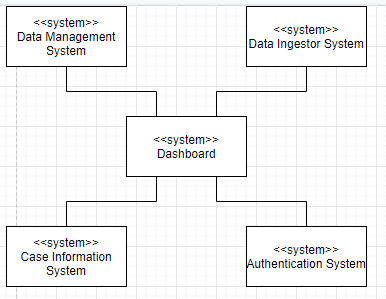 <<system>>
Data Management
System
<<system>>
Data Ingestor System
<<system>>
Dashboard
<<system>>
Case Information
System
<<system>>
Authentication System